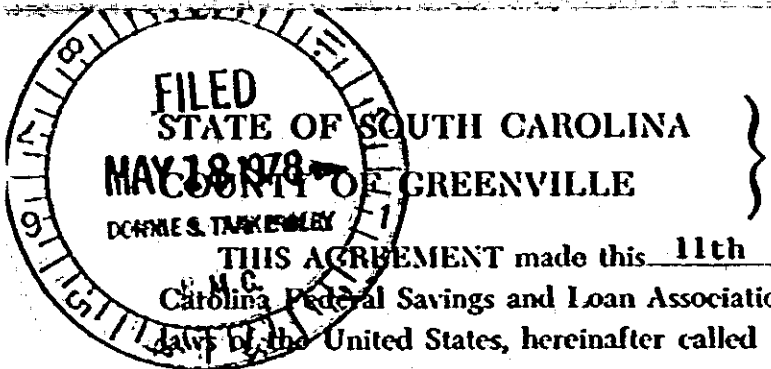 FILED
STATE OF SOUTH CAROLINA
MAY 18 1978
COUNTY OF GREENVILLE
DONNIE S.
THIS AGREEMENT made this 11th
R.M.C.
Carolina Federal Savings and Loan Associatio
laws of the United States, hereinafter called